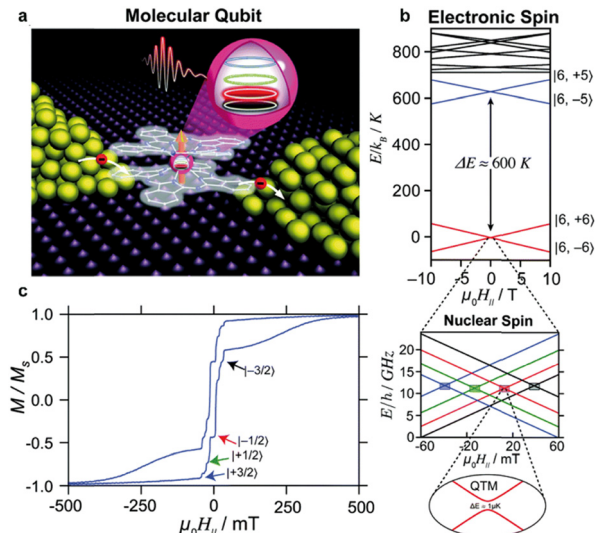 a
Molecular Qubit
b
Electronic Spin
800
600
400
200
0
E/k_B / K
|6, +5⟩
|6, −5⟩
ΔE ≈ 600 K
|6, +6⟩
|6, −6⟩
−10 −5 0 5 10
μ₀H// / T
c
1.0
0.5
-0.5
-1.0
M / M_S
|−3/2⟩
|−1/2⟩
|+1/2⟩
|+3/2⟩
-500 -250 0 250 500
μ₀H// / mT
Nuclear Spin
20
15
10
5
0
E/h / GHz
-60 -20 20 60
μ₀H// / mT
QTM
ΔE = 1μK